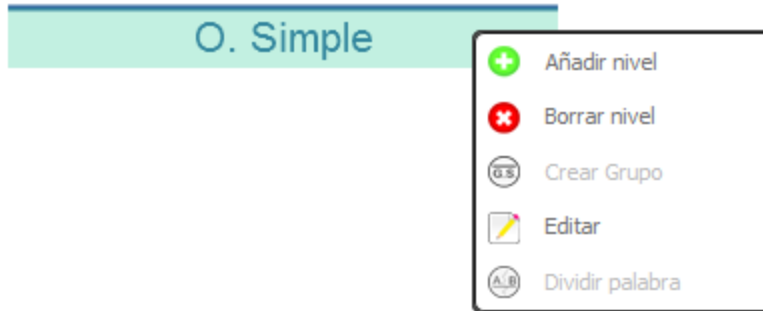 O. Simple
Añadir nivel
Borrar nivel
G.S.
Crear Grupo
Editar
A B
Dividir palabra